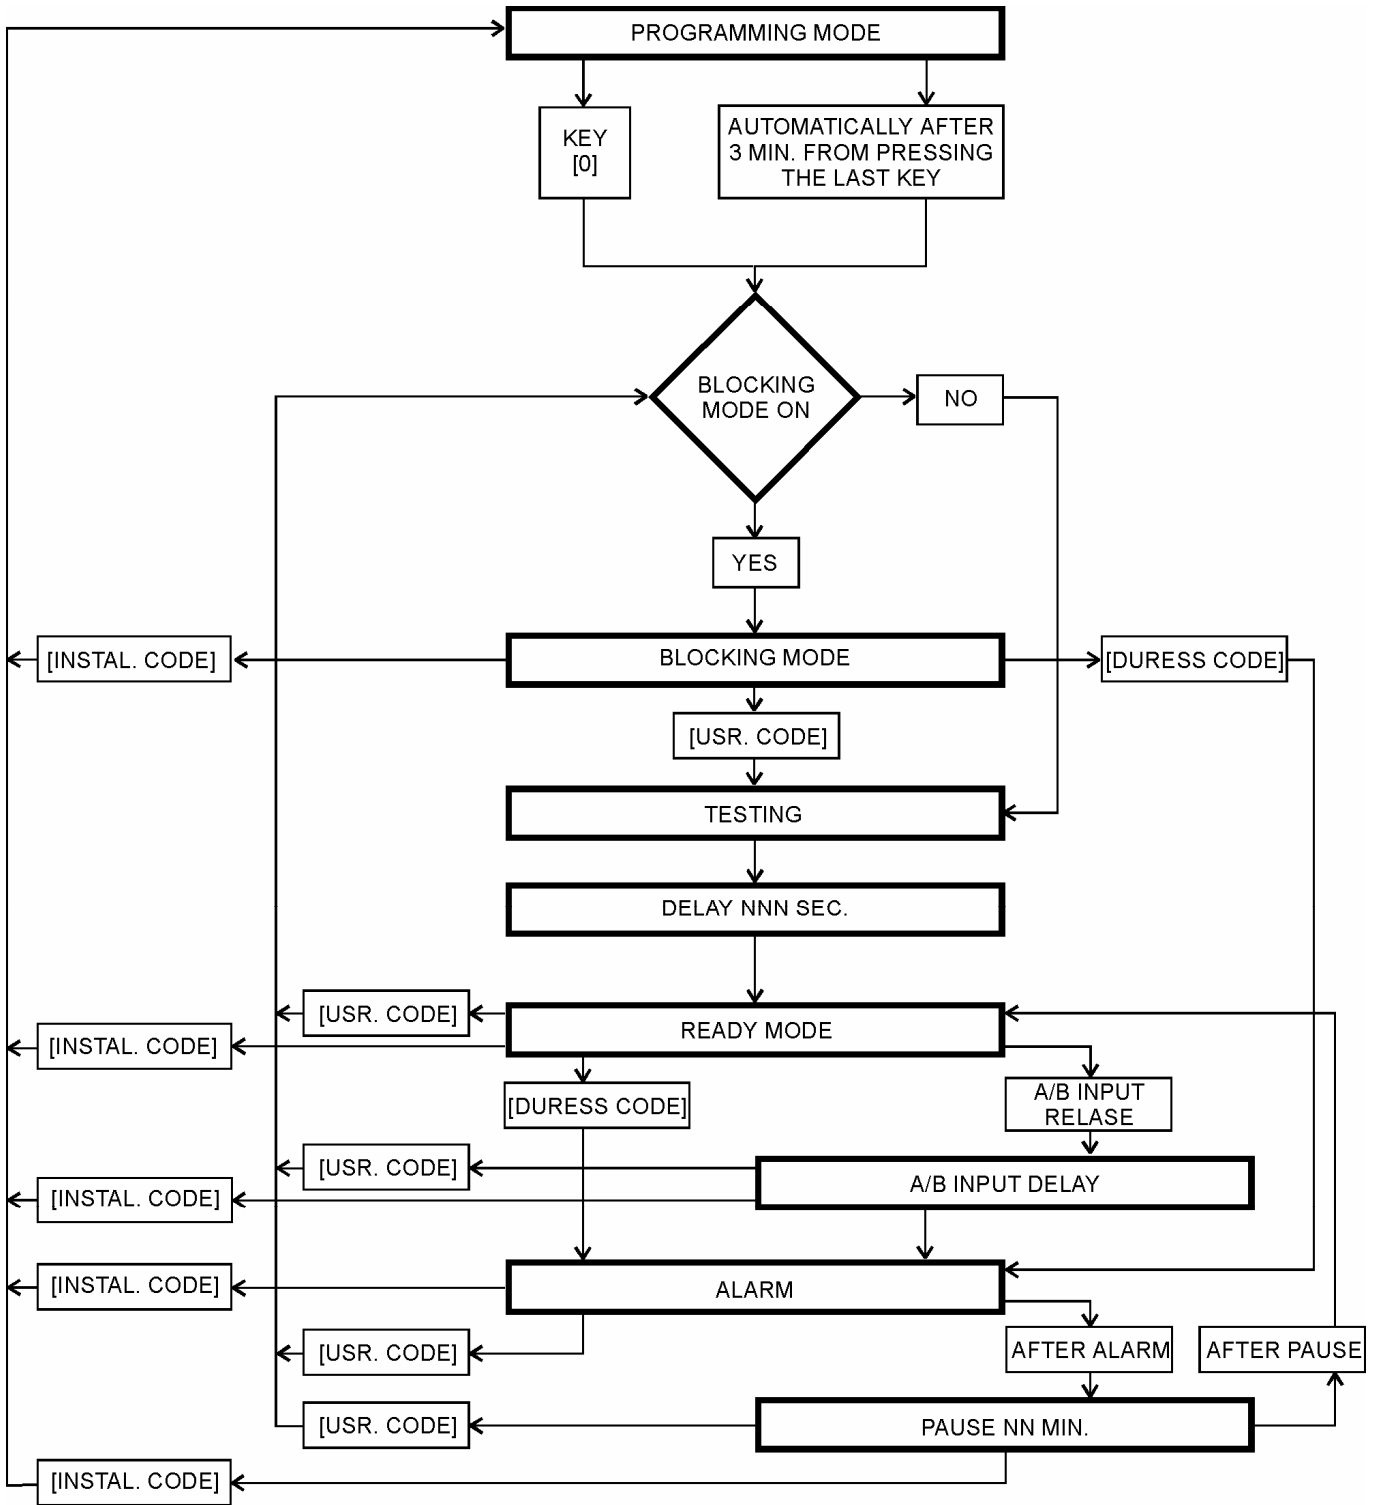 PROGRAMMING MODE
KEY
[0]
AUTOMATICALLY AFTER
3 MIN. FROM PRESSING
THE LAST KEY
BLOCKING
MODE ON
NO
YES
[INSTAL. CODE]
BLOCKING MODE
[DURESS CODE]
[USR. CODE]
TESTING
DELAY NNN SEC.
[USR. CODE]
READY MODE
[INSTAL. CODE]
[DURESS CODE]
A/B INPUT
RELASE
[USR. CODE]
A/B INPUT DELAY
[INSTAL. CODE]
[INSTAL. CODE]
ALARM
[USR. CODE]
AFTER ALARM
AFTER PAUSE
[USR. CODE]
PAUSE NN MIN.
[INSTAL. CODE]